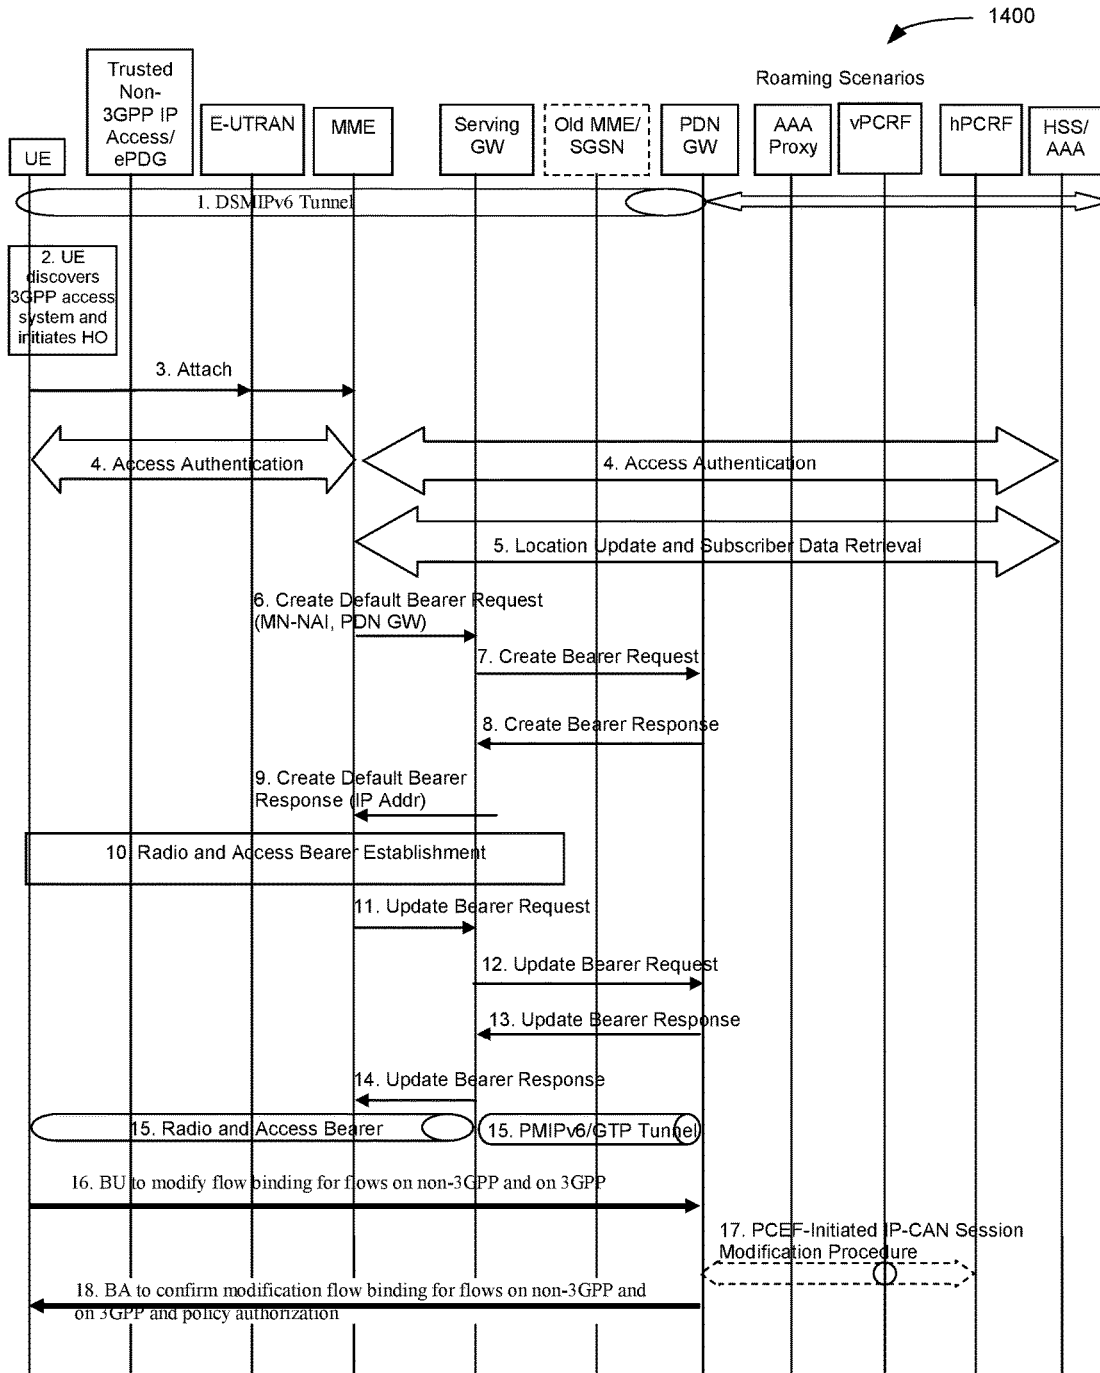 1400
Roaming Scenarios
Trusted
Non-
3GPP IP
Access/
ePDG
UE
E-UTRAN
MME
Serving
GW
Old MME/
SGSN
PDN
GW
AAA
Proxy
vPCRF
hPCRF
HSS/
AAA
1. DSMIPv6 Tunnel
2. UE
discovers
3GPP access
system and
initiates HO
3. Attach
4. Access Authentication
4. Access Authentication
5. Location Update and Subscriber Data Retrieval
6. Create Default Bearer Request
(MN-NAI, PDN GW)
7. Create Bearer Request
8. Create Bearer Response
9. Create Default Bearer
Response (IP Addr)
10. Radio and Access Bearer Establishment
11. Update Bearer Request
12. Update Bearer Request
13. Update Bearer Response
14. Update Bearer Response
15. Radio and Access Bearer
15. PMIPv6/GTP Tunnel
16. BU to modify flow binding for flows on non-3GPP and on 3GPP
17. PCEF-Initiated IP-CAN Session
Modification Procedure
18. BA to confirm modification flow binding for flows on non-3GPP and
on 3GPP and policy authorization